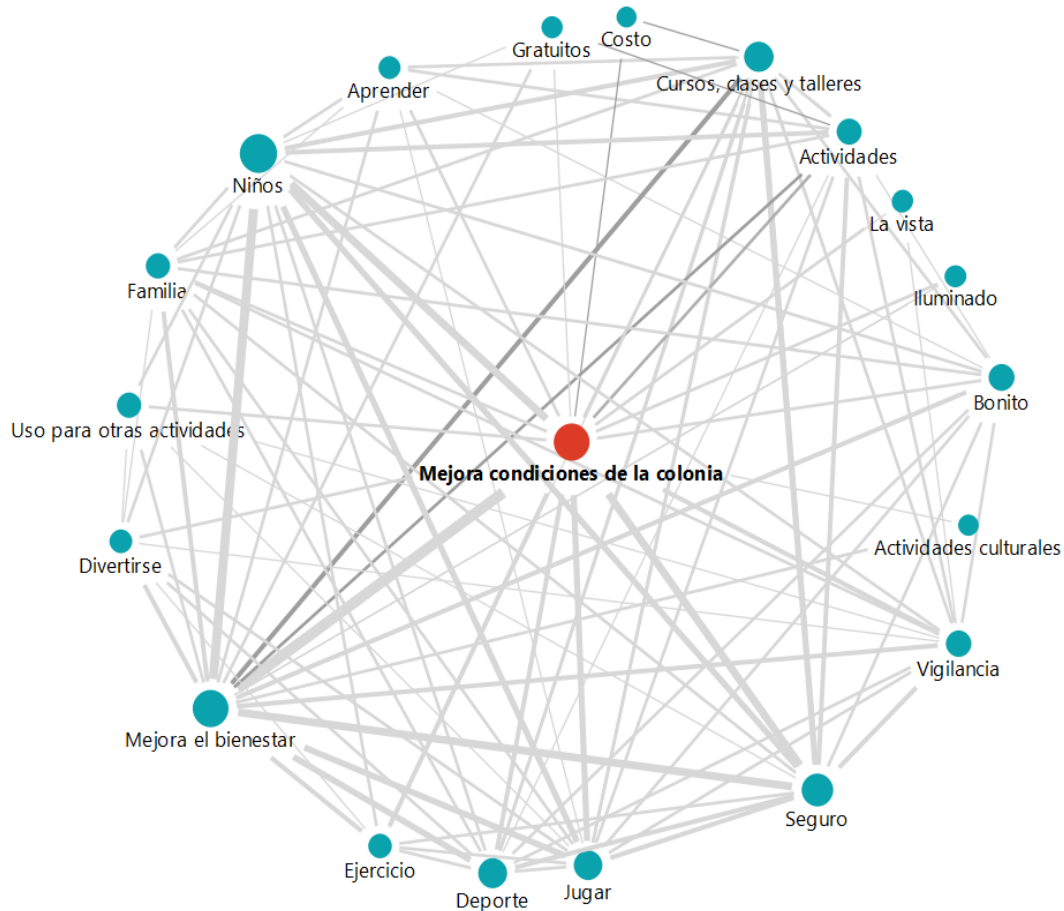 Costo
Gratuitos
Cursos, clases y talleres
Aprender
Actividades
Niños
La vista
Familia
Iluminado
Bonito
Uso para otras actividades
Mejora condiciones de la colonia
Actividades culturales
Divertirse
Vigilancia
Mejora el bienestar
Seguro
Ejercicio
Jugar
Deporte